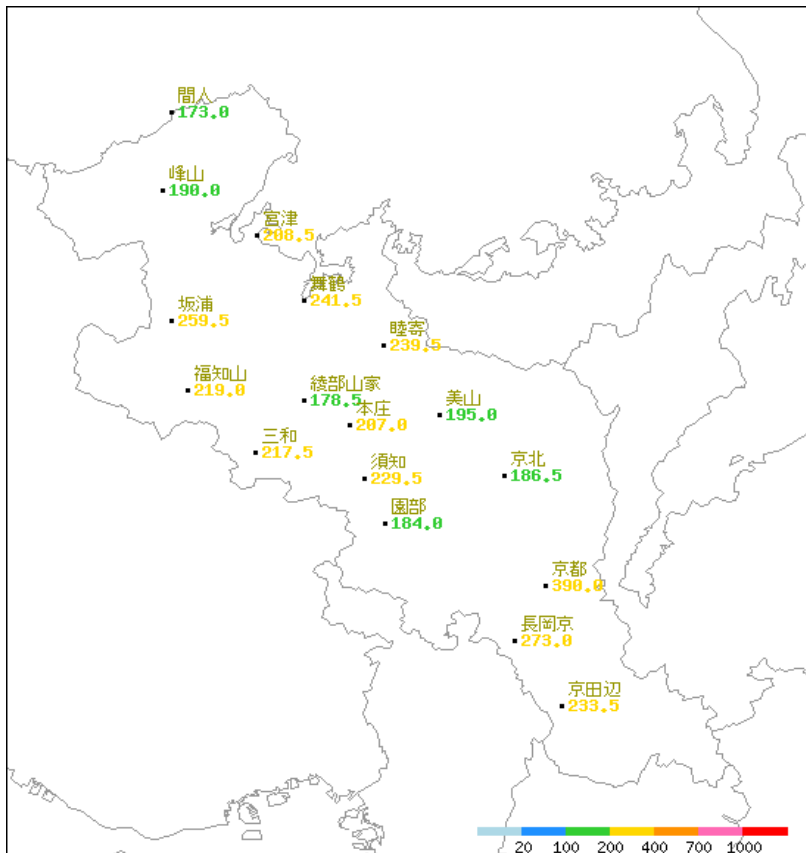 間人
173.0
峰山
190.0
宮津
208.5
舞鶴
241.5
坂浦
259.5
睦寄
239.5
福知山
219.0
綾部山家
178.5
本庄
207.0
美山
195.0
三和
217.5
須知
229.5
京北
186.5
園部
184.0
京都
390.0
長岡京
273.0
京田辺
233.5
20 100 200 400 700 1000